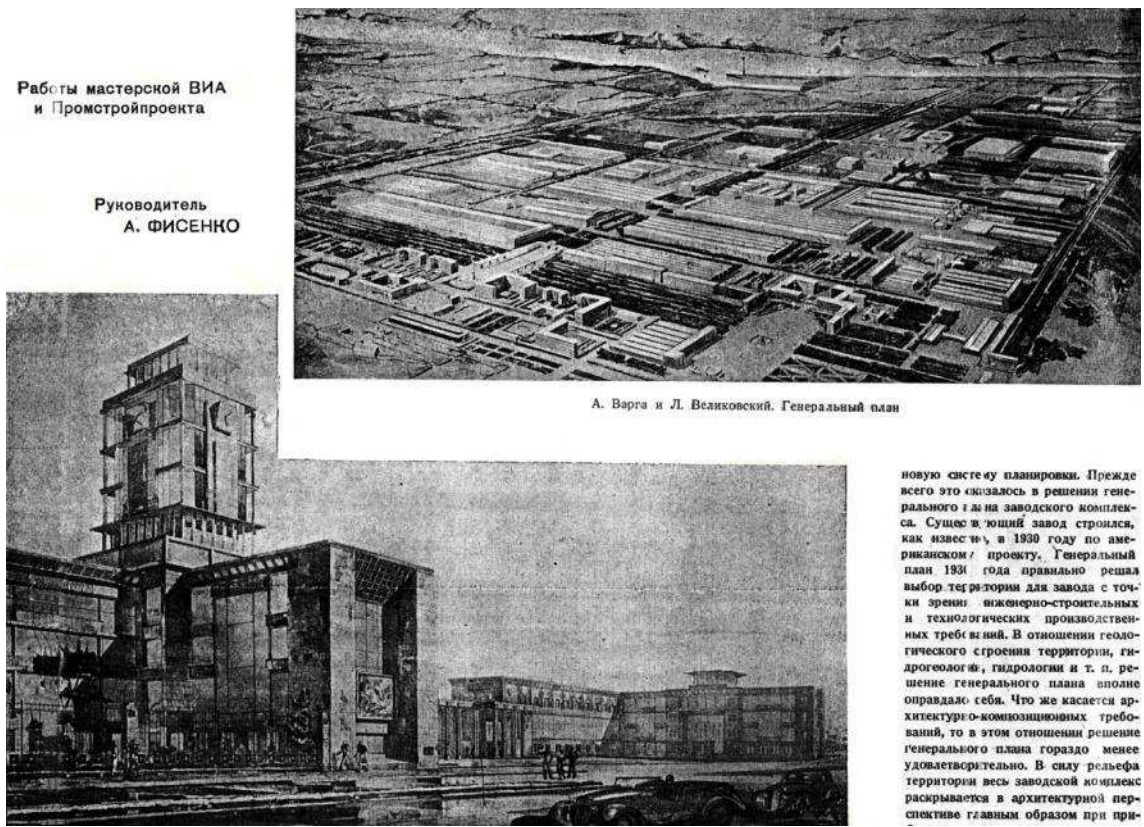 Работы мастерской ВИА
и Промстройпроекта
Руководитель
А. ФИСЕНКО
А. Варга и Л. Великовский. Генеральный план
новую систему планировки. Прежде
всего это сказалось в решении гене-
рального плана заводского комплек-
са. Существующий завод строился,
как известно, в 1930 году по аме-
риканскому проекту. Генеральный
план 1930 года правильно решал
выбор территории для завода с точ-
ки зрения инженерно-строительных
и технологических производствен-
ных требований. В отношении геоло-
гического строения территории, ги-
дрогеологии, гидрологии и т. п. ре-
шение генерального плана вполне
оправдало себя. Что же касается ар-
хитектурно-композиционных требо-
ваний, то в этом отношении решение
генерального плана гораздо менее
удовлетворительно. В силу рельефа
территории весь заводской комплекс
раскрывается в архитектурной пер-
спективе главным образом при при-